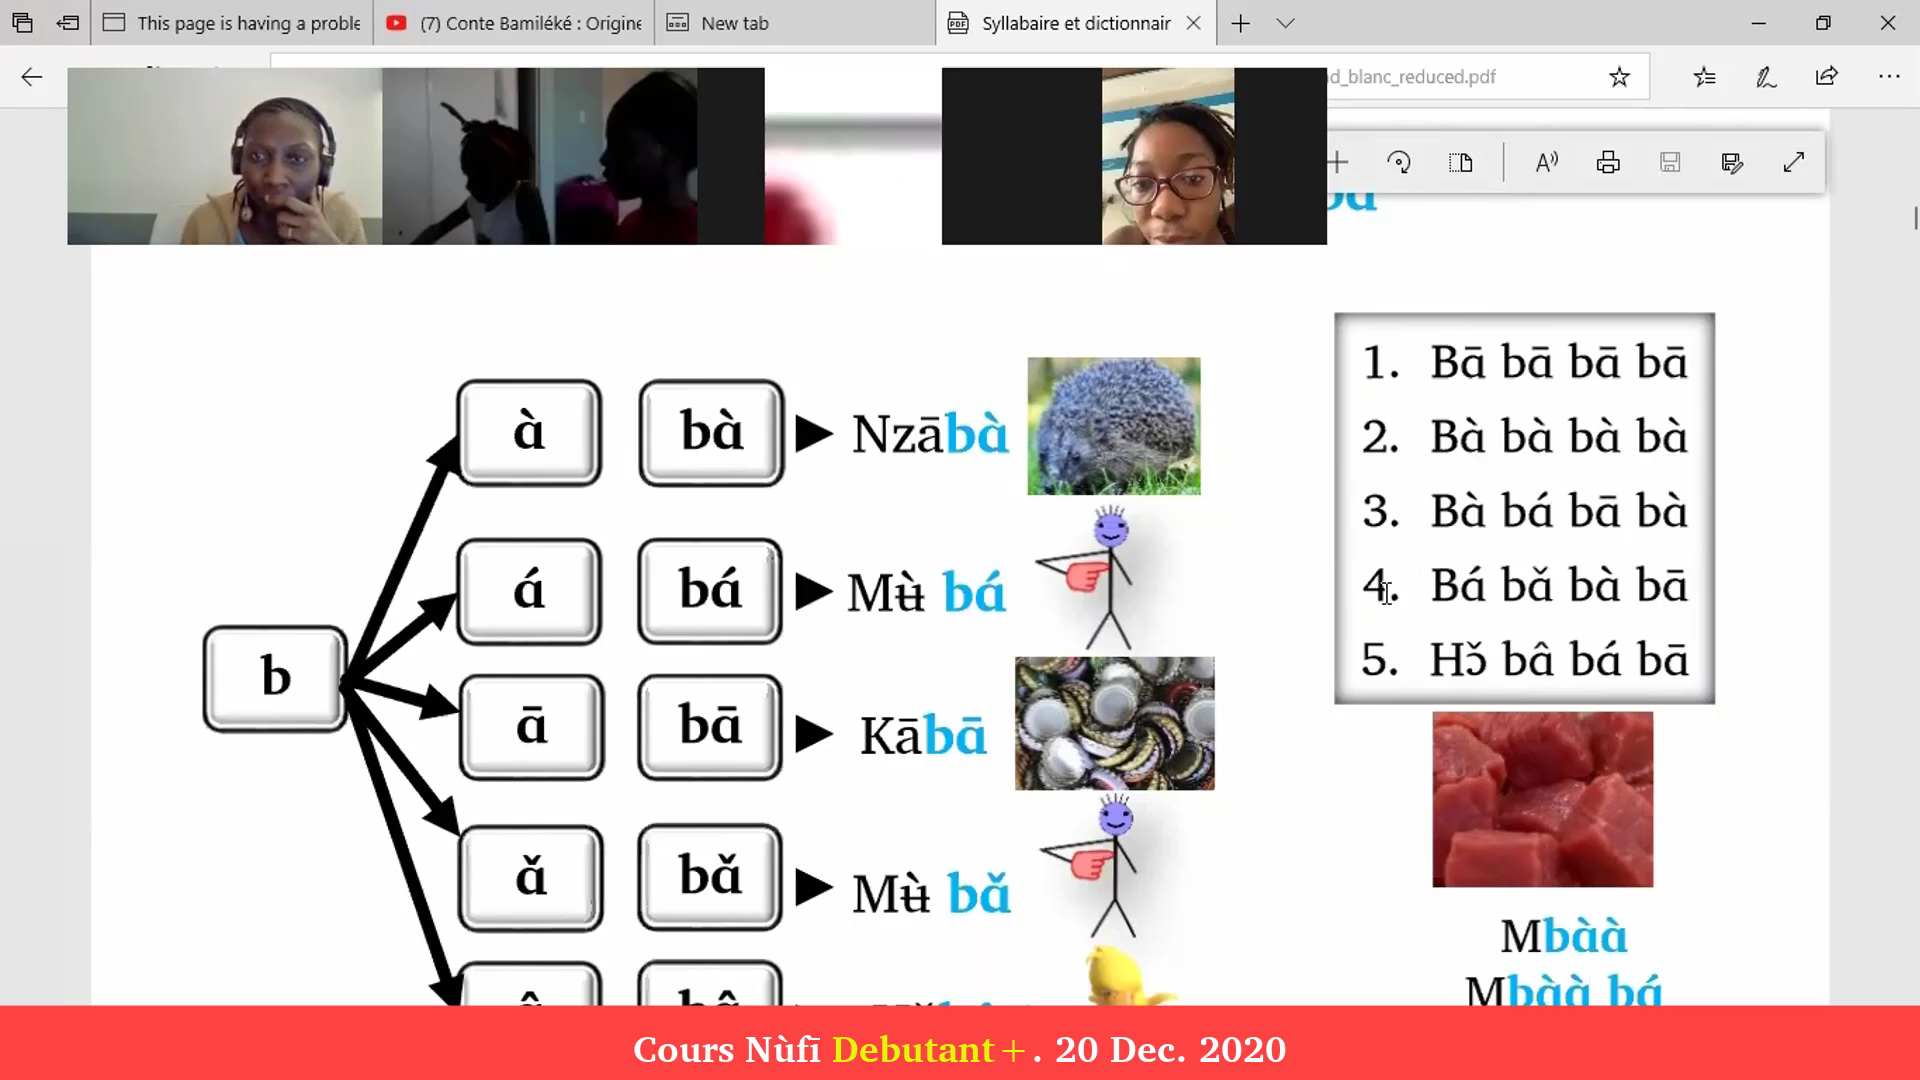 This page is having a proble
(7) Conte Bamiléké : Origine
New tab
Syllabaire et dictionnair
d_blanc_reduced.pdf
b
à bà Nzābà
á bá Mʉ̀ bá
ā bā Kābā
ǎ bǎ Mʉ̀ bǎ
1. Bā bā bā bā
2. Bà bà bà bà
3. Bà bá bā bà
4. Bá bǎ bà bā
5. Hɔ̌ bâ bá bā
Mbàà
Mbàà bá
Cours Nùfī Debutant+. 20 Dec. 2020